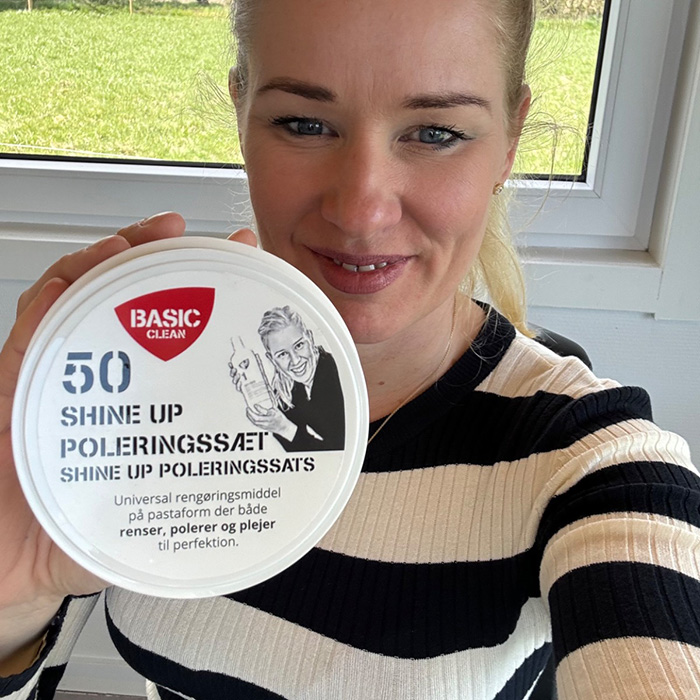 BASIC
CLEAN
50
SHINE UP
POLERINGSSÆT
SHINE UP POLERINGSSATS
Universal rengøringsmiddel
på pastaform der både
renser, polerer og plejer
til perfektion.